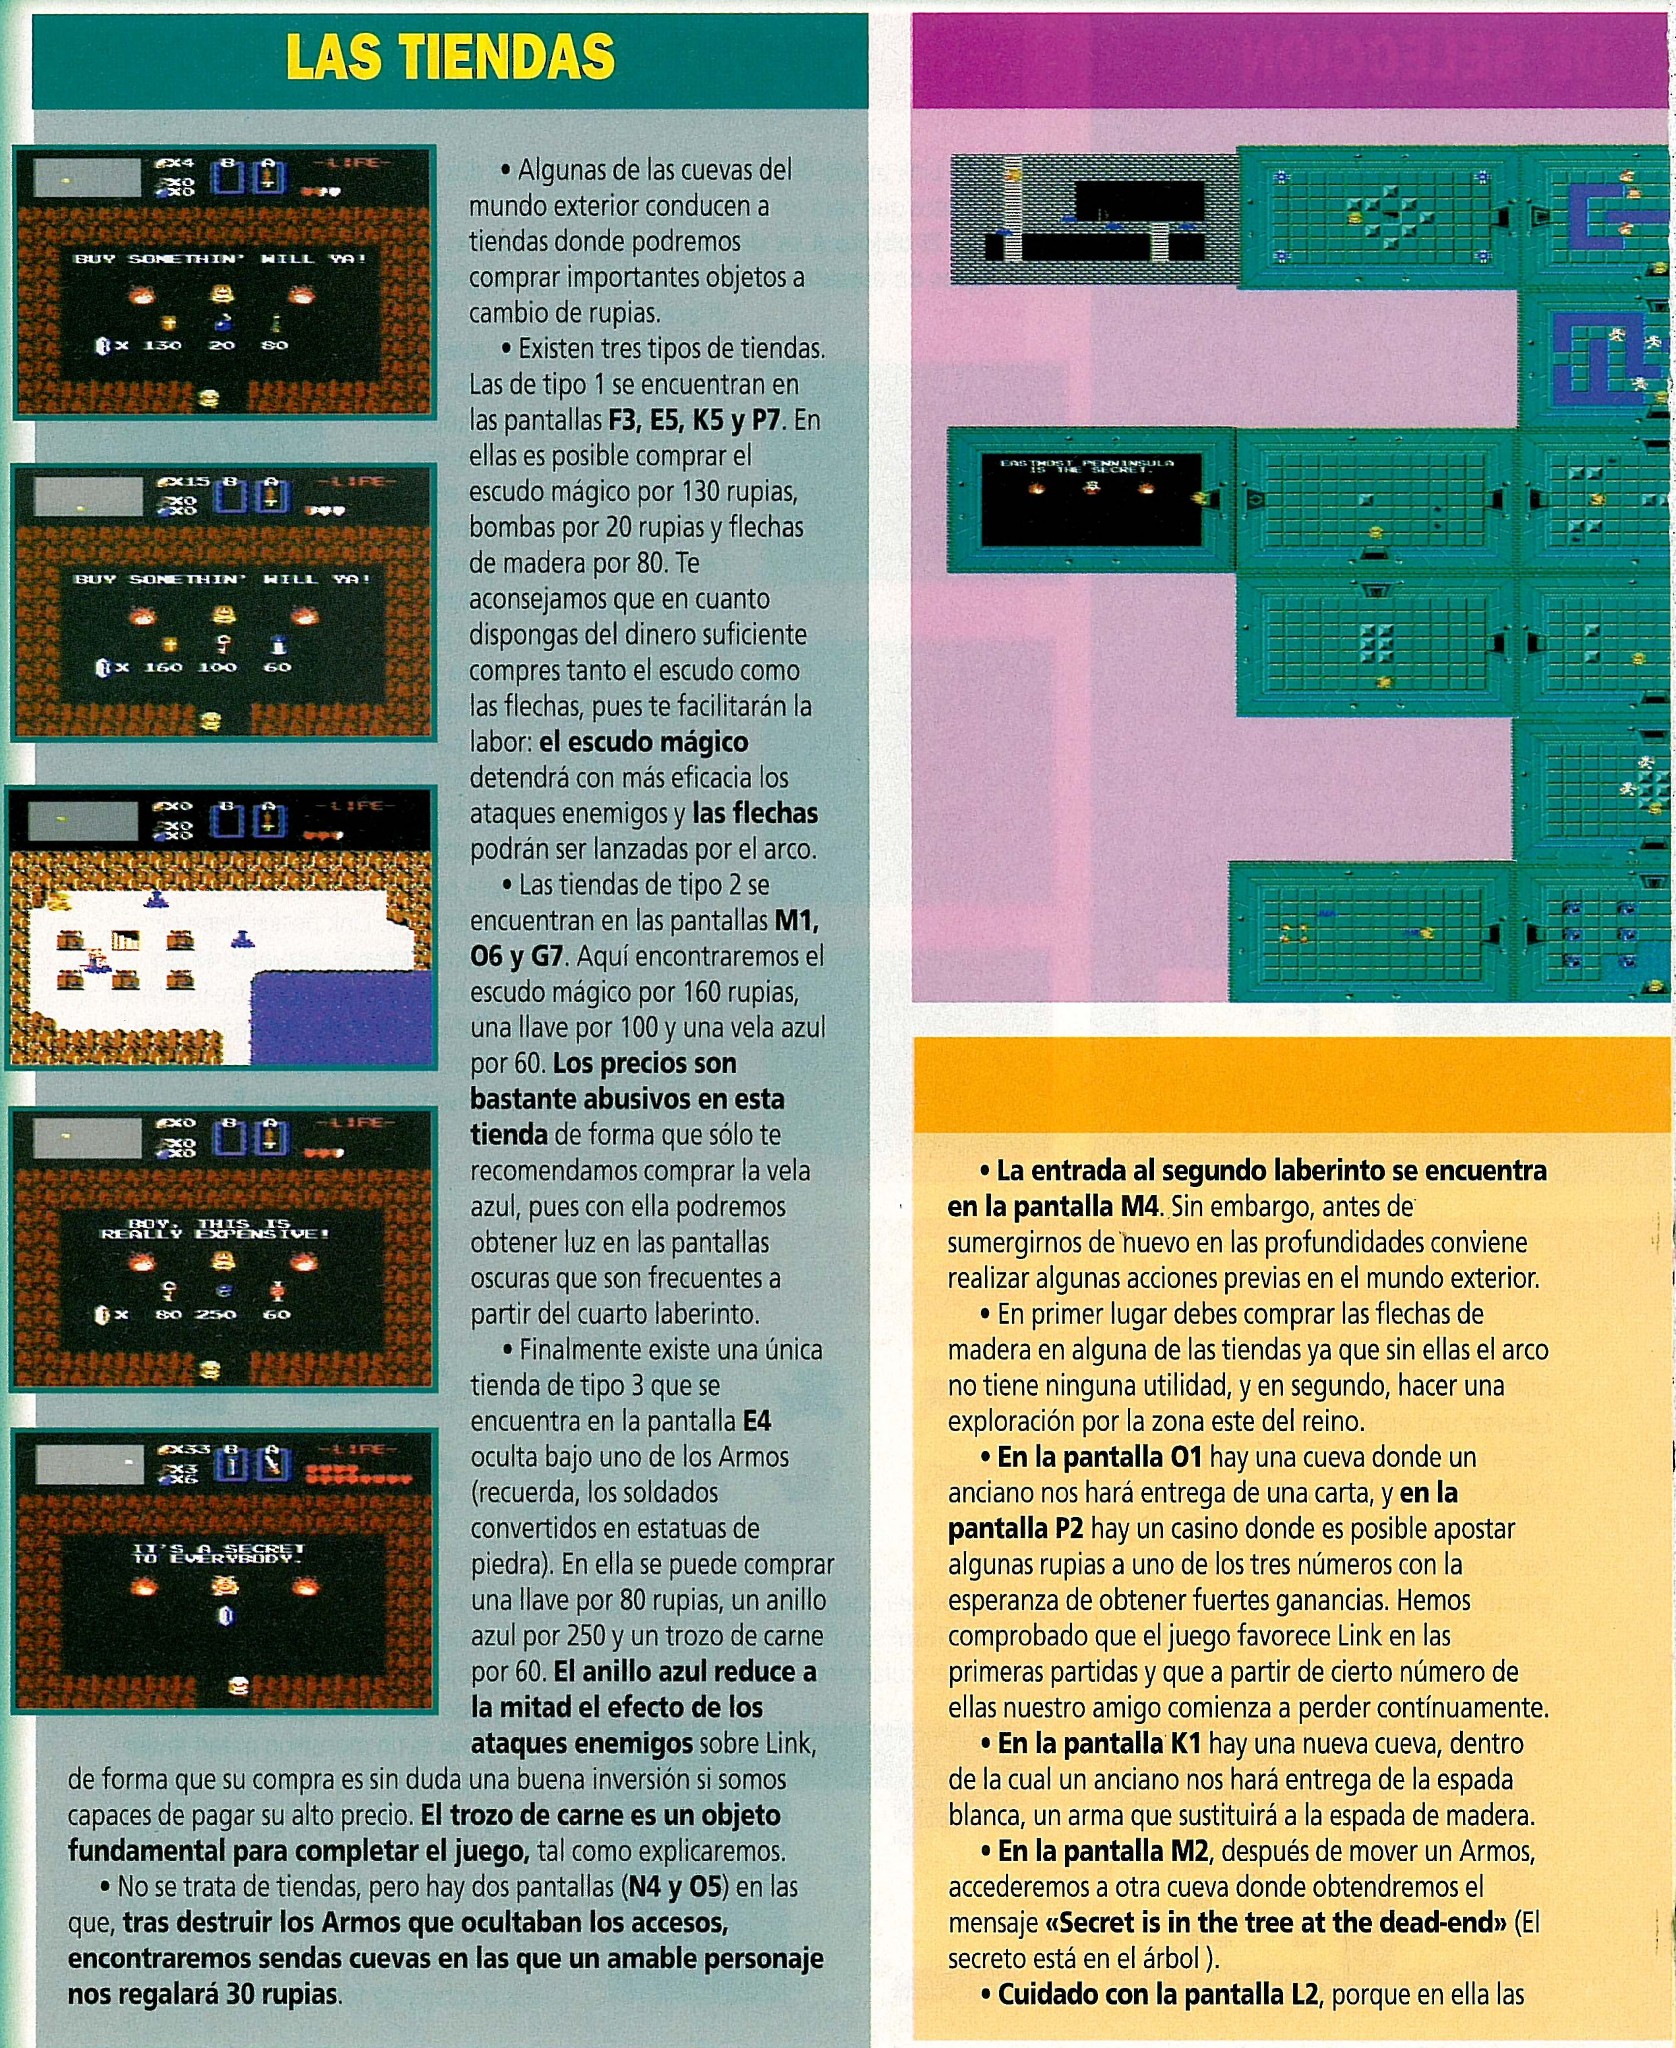 LAS TIENDAS
-LIFE-
X4 B A
X0
X0
BUY SOMETHIN' WILL YA!
X 130 20 80
-LIFE-
X15 B A
X0
X0
BUY SOMETHIN' WILL YA!
X 160 100 60
-LIFE-
X0 B A
X0
X0
-LIFE-
X0 B A
X0
X0
BOY, THIS IS
REALLY EXPENSIVE!
X 80 250 60
-LIFE-
X33 B A
X3
X6
IT'S A SECRET
TO EVERYBODY.
• Algunas de las cuevas del
mundo exterior conducen a
tiendas donde podremos
comprar importantes objetos a
cambio de rupias.
• Existen tres tipos de tiendas.
Las de tipo 1 se encuentran en
las pantallas F3, E5, K5 y P7. En
ellas es posible comprar el
escudo mágico por 130 rupias,
bombas por 20 rupias y flechas
de madera por 80. Te
aconsejamos que en cuanto
dispongas del dinero suficiente
compres tanto el escudo como
las flechas, pues te facilitarán la
labor: el escudo mágico
detendrá con más eficacia los
ataques enemigos y las flechas
podrán ser lanzadas por el arco.
• Las tiendas de tipo 2 se
encuentran en las pantallas M1,
O6 y G7. Aquí encontraremos el
escudo mágico por 160 rupias,
una llave por 100 y una vela azul
por 60. Los precios son
bastante abusivos en esta
tienda de forma que sólo te
recomendamos comprar la vela
azul, pues con ella podremos
obtener luz en las pantallas
oscuras que son frecuentes a
partir del cuarto laberinto.
• Finalmente existe una única
tienda de tipo 3 que se
encuentra en la pantalla E4
oculta bajo uno de los Armos
(recuerda, los soldados
convertidos en estatuas de
piedra). En ella se puede comprar
una llave por 80 rupias, un anillo
azul por 250 y un trozo de carne
por 60. El anillo azul reduce a
la mitad el efecto de los
ataques enemigos sobre Link,
de forma que su compra es sin duda una buena inversión si somos
capaces de pagar su alto precio. El trozo de carne es un objeto
fundamental para completar el juego, tal como explicaremos.
• No se trata de tiendas, pero hay dos pantallas (N4 y O5) en las
que, tras destruir los Armos que ocultaban los accesos,
encontraremos sendas cuevas en las que un amable personaje
nos regalará 30 rupias.
EASTMOST PENNINSULA
IS THE SECRET.
• La entrada al segundo laberinto se encuentra
en la pantalla M4. Sin embargo, antes de
sumergirnos de nuevo en las profundidades conviene
realizar algunas acciones previas en el mundo exterior.
• En primer lugar debes comprar las flechas de
madera en alguna de las tiendas ya que sin ellas el arco
no tiene ninguna utilidad, y en segundo, hacer una
exploración por la zona este del reino.
• En la pantalla O1 hay una cueva donde un
anciano nos hará entrega de una carta, y en la
pantalla P2 hay un casino donde es posible apostar
algunas rupias a uno de los tres números con la
esperanza de obtener fuertes ganancias. Hemos
comprobado que el juego favorece Link en las
primeras partidas y que a partir de cierto número de
ellas nuestro amigo comienza a perder contínuamente.
• En la pantalla K1 hay una nueva cueva, dentro
de la cual un anciano nos hará entrega de la espada
blanca, un arma que sustituirá a la espada de madera.
• En la pantalla M2, después de mover un Armos,
accederemos a otra cueva donde obtendremos el
mensaje «Secret is in the tree at the dead-end» (El
secreto está en el árbol ).
• Cuidado con la pantalla L2, porque en ella las